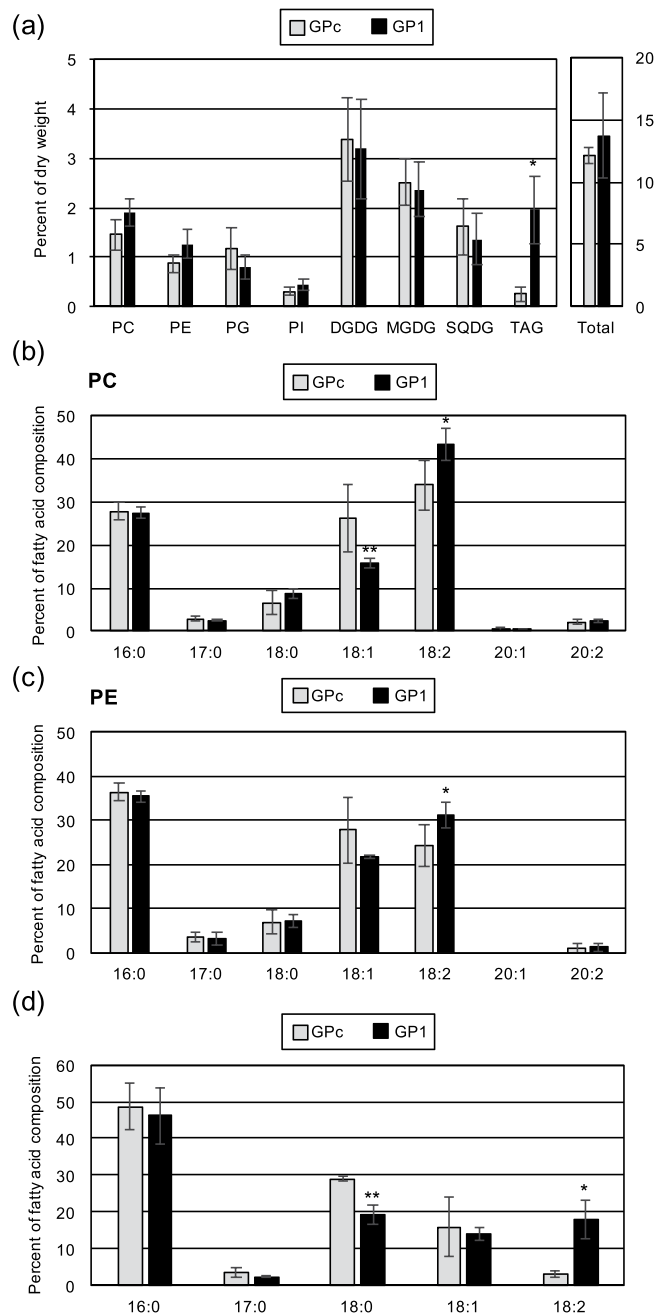 (a)
GPc GP1
Percent of dry weight
5
4
3
2
1
0
20
15
10
5
0
*
PC PE PG PI DGDG MGDG SQDG TAG Total
(b)
PC
GPc GP1
Percent of fatty acid composition
50
40
30
20
10
0
** *
16:0 17:0 18:0 18:1 18:2 20:1 20:2
(c)
PE
GPc GP1
Percent of fatty acid composition
50
40
30
20
10
0
*
16:0 17:0 18:0 18:1 18:2 20:1 20:2
(d)
GPc GP1
Percent of fatty acid composition
60
50
40
30
20
10
0
** *
16:0 17:0 18:0 18:1 18:2